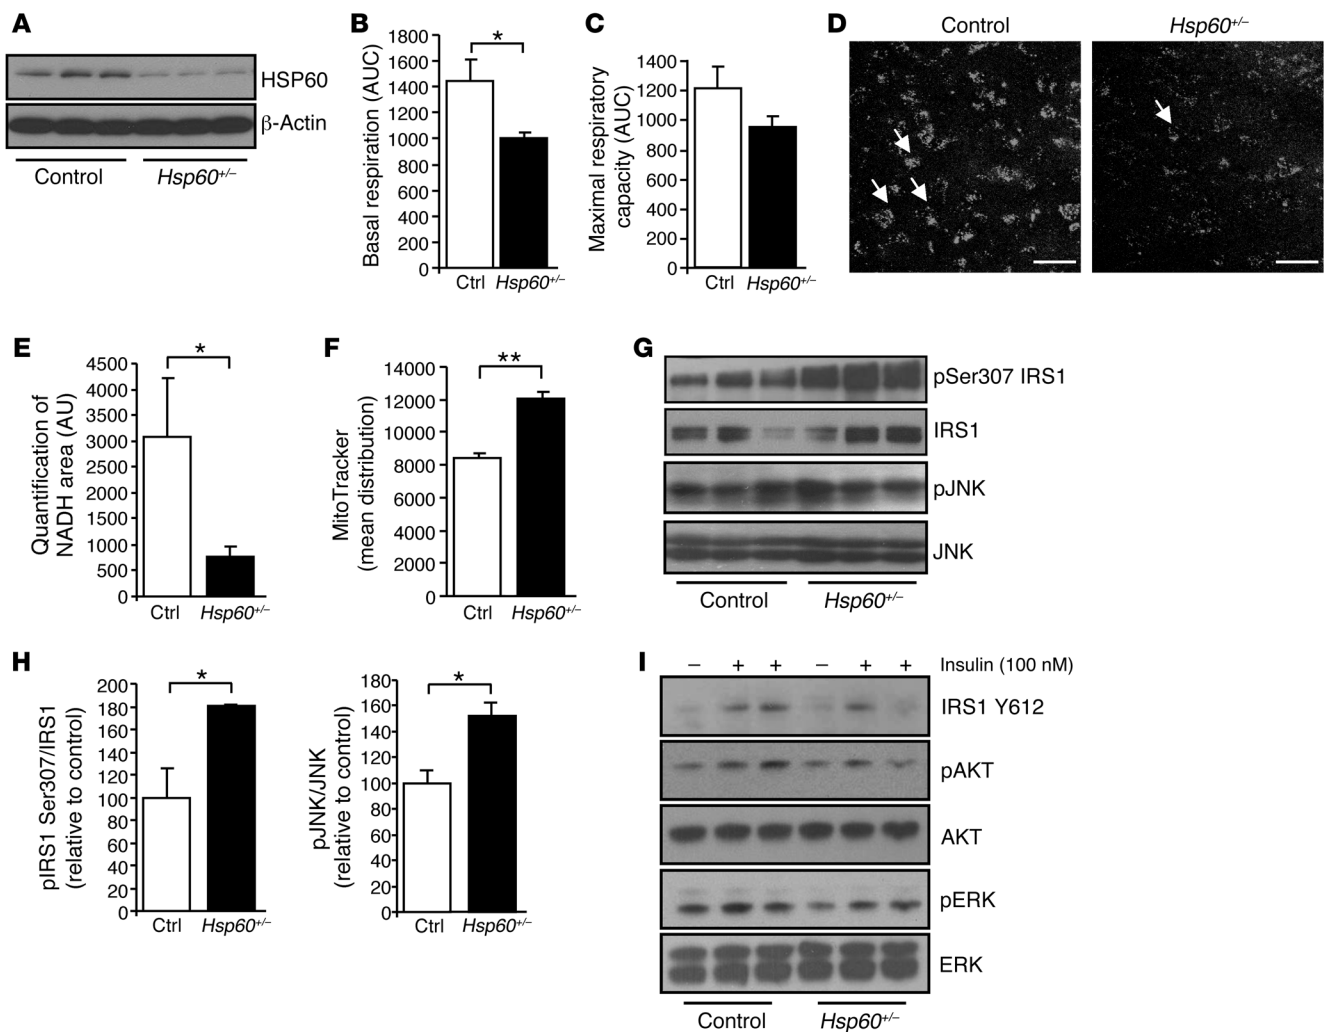 A
HSP60
β-Actin
Control
Hsp60+/–
B
Basal respiration (AUC)
1800
1600
1400
1200
1000
800
600
400
200
0
*
Ctrl
Hsp60+/–
C
Maximal respiratory
capacity (AUC)
1400
1200
1000
800
600
400
200
0
Ctrl
Hsp60+/–
D
Control
Hsp60+/–
E
Quantification of
NADH area (AU)
4500
3500
3000
2500
2000
1500
1000
500
0
*
Ctrl
Hsp60+/–
F
MitoTracker
(mean distribution)
14000
12000
10000
8000
6000
4000
2000
0
**
Ctrl
Hsp60+/–
G
pSer307 IRS1
IRS1
pJNK
JNK
Control
Hsp60+/–
H
pIRS1 Ser307/IRS1
(relative to control)
200
180
160
140
120
100
80
60
40
20
0
*
Ctrl
Hsp60+/–
pJNK/JNK
(relative to control)
180
160
140
120
100
80
60
40
20
0
*
Ctrl
Hsp60+/–
I
– + + – + + Insulin (100 nM)
IRS1 Y612
pAKT
AKT
pERK
ERK
Control
Hsp60+/–